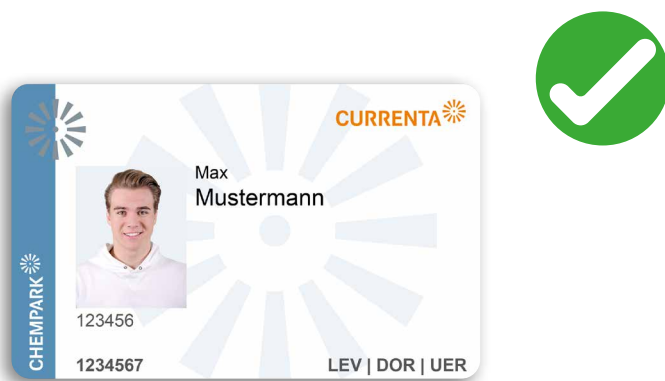 CURRENTA
Max
Mustermann
123456
1234567
LEV | DOR | UER
CHEMPARK